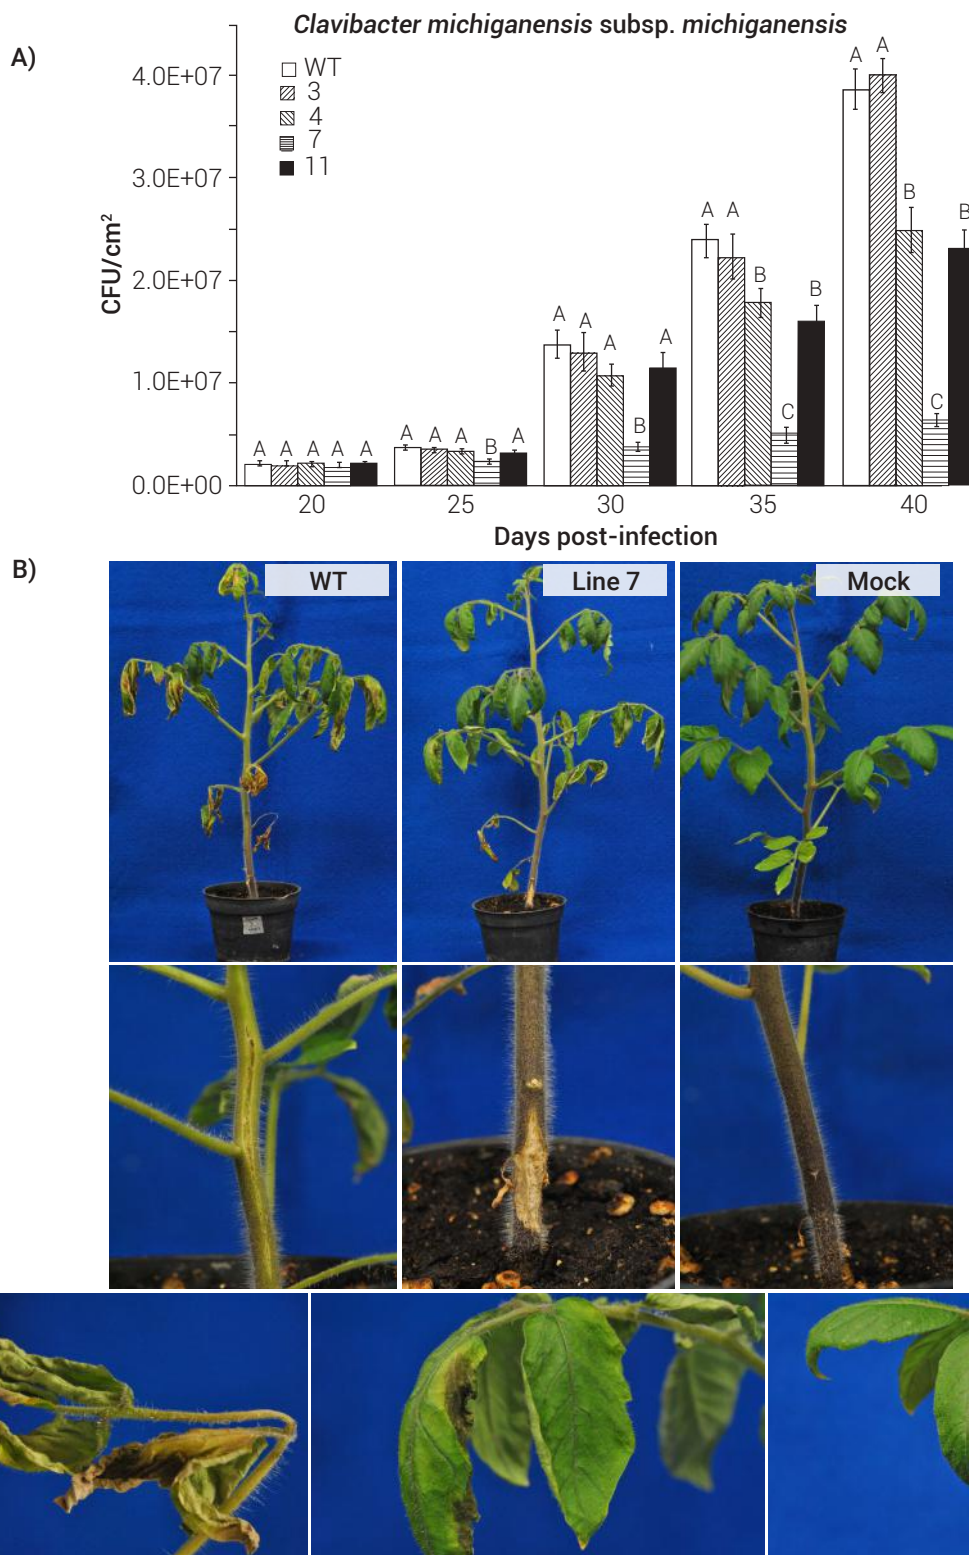 Clavibacter michiganensis subsp. michiganensis
A)
WT
3
4
7
11
4.0E+07
3.0E+07
2.0E+07
1.0E+07
0.0E+00
CFU/cm²
A A A A A
A A A B A
A A A B A
A A B C B
A A B C B
20 25 30 35 40
Days post-infection
B)
WT
Line 7
Mock